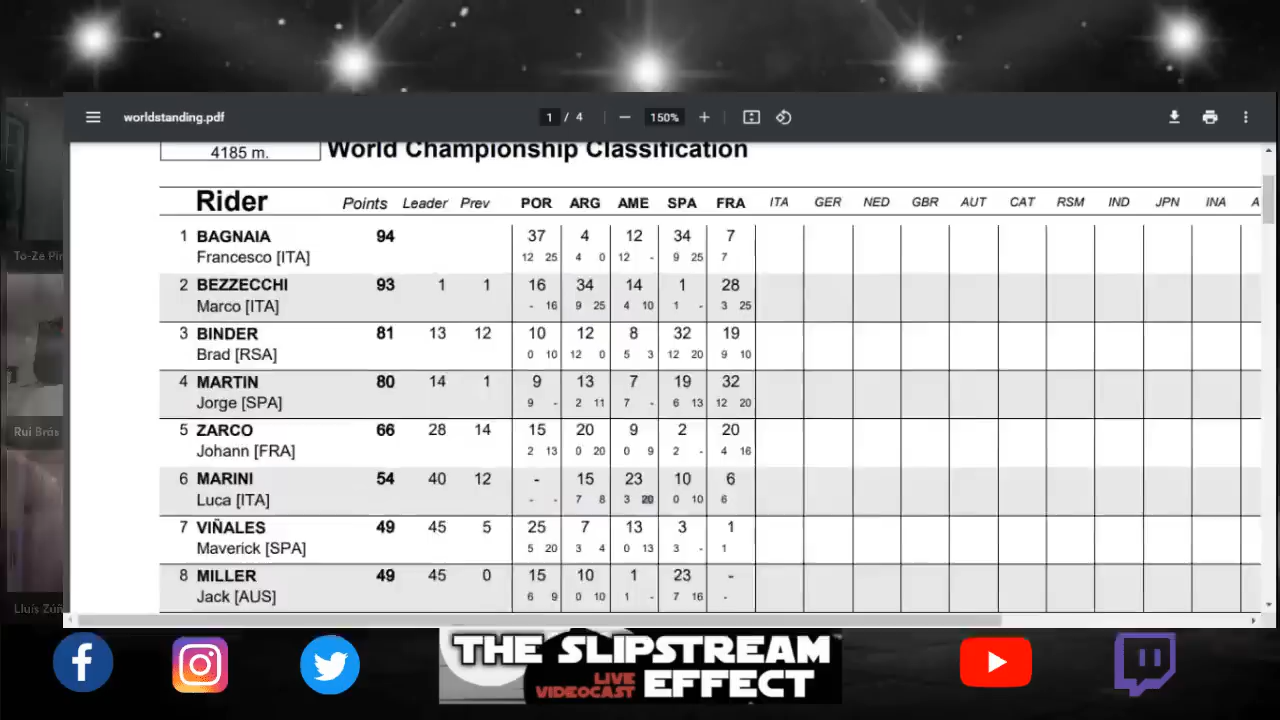 worldstanding.pdf 1 / 4 150%
4185 m. World Championship Classification
Rider Points Leader Prev POR ARG AME SPA FRA ITA GER NED GBR AUT CAT RSM IND JPN INA A
1 BAGNAIA 94 37 4 12 34 7
Francesco [ITA] 12 25 4 0 12 - 9 25 7
2 BEZZECCHI 93 1 1 16 34 14 1 28
Marco [ITA] - 16 9 25 4 10 1 - 3 25
3 BINDER 81 13 12 10 12 8 32 19
Brad [RSA] 0 10 12 0 5 3 12 20 9 10
4 MARTIN 80 14 1 9 13 7 19 32
Jorge [SPA] 9 - 2 11 7 - 6 13 12 20
5 ZARCO 66 28 14 15 20 9 2 20
Johann [FRA] 2 13 0 20 0 9 2 - 4 16
6 MARINI 54 40 12 - 15 23 10 6
Luca [ITA] - - 7 8 3 20 0 10 6
7 VIÑALES 49 45 5 25 7 13 3 1
Maverick [SPA] 5 20 3 4 0 13 3 - 1
8 MILLER 49 45 0 15 10 1 23 -
Jack [AUS] 6 9 0 10 1 - 7 16 -
To-Zé Pi
Rui Brás
Lluís Zúñ
THE SLIPSTREAM
LIVE
VIDEOCAST EFFECT